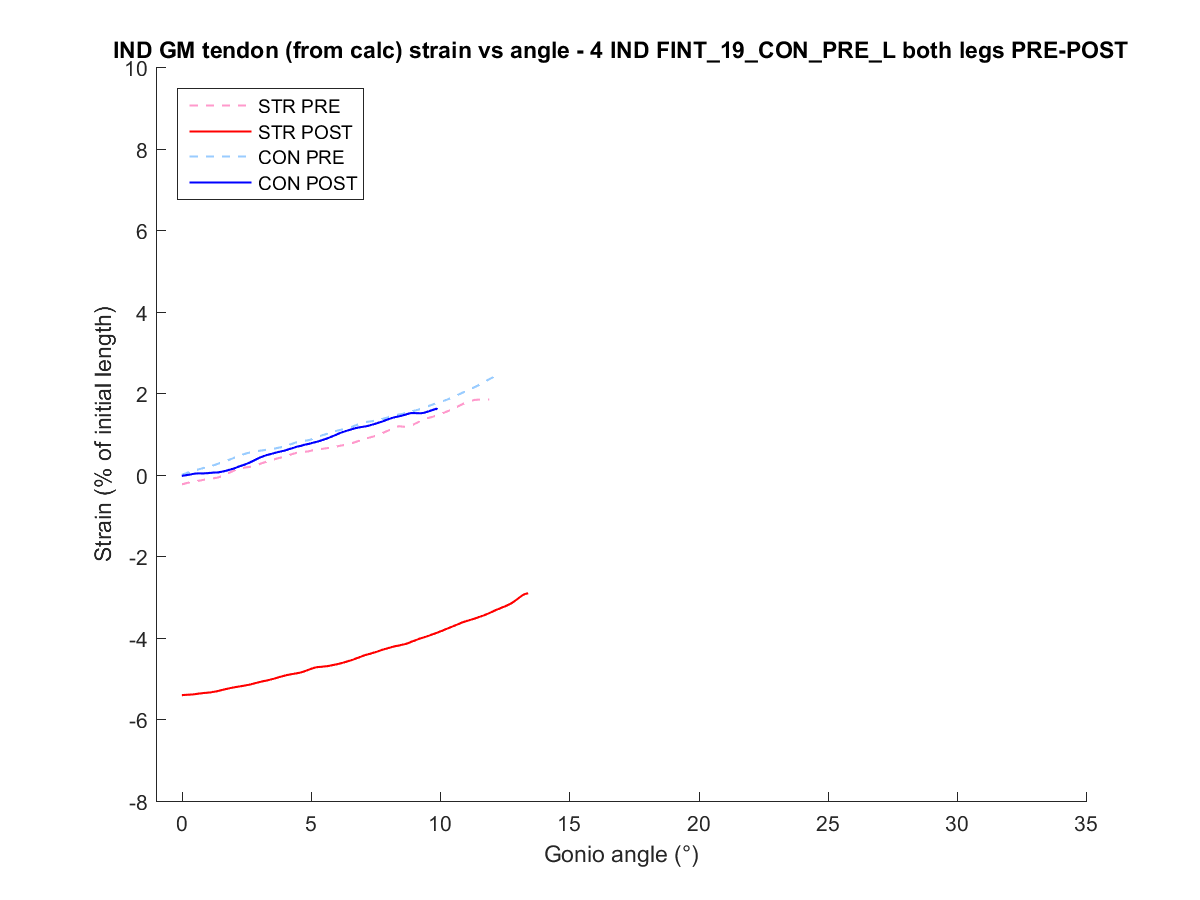 IND GM tendon (from calc) strain vs angle - 4 IND FINT_19_CON_PRE_L both legs PRE-POST
10
8
6
4
2
0
-2
-4
-6
-8
STR PRE
STR POST
CON PRE
CON POST
Strain (% of initial length)
0 5 10 15 20 25 30 35
Gonio angle (°)